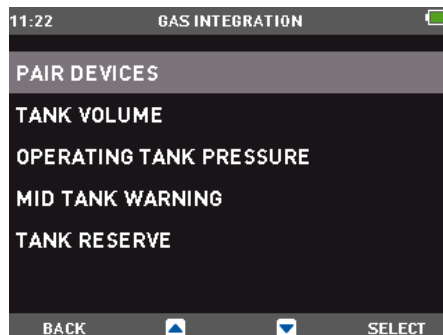 11:22 GAS INTEGRATION
PAIR DEVICES
TANK VOLUME
OPERATING TANK PRESSURE
MID TANK WARNING
TANK RESERVE
BACK SELECT